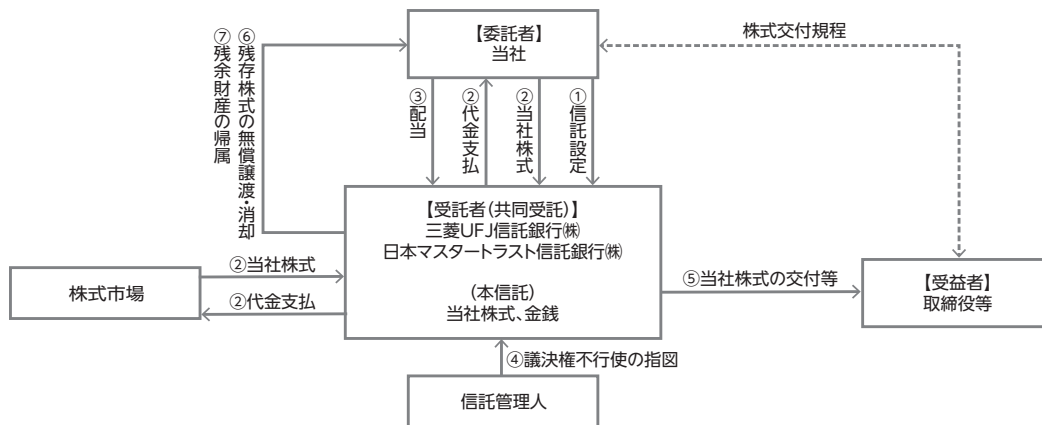 【委託者】
当社
株式交付規程
⑦残余財産の帰属
⑥残存株式の無償譲渡・消却
③配当
②代金支払
②当社株式
①信託設定
【受託者(共同受託)】
三菱UFJ信託銀行㈱
日本マスタートラスト信託銀行㈱
(本信託)
当社株式、金銭
株式市場
②当社株式
②代金支払
⑤当社株式の交付等
【受益者】
取締役等
④議決権不行使の指図
信託管理人